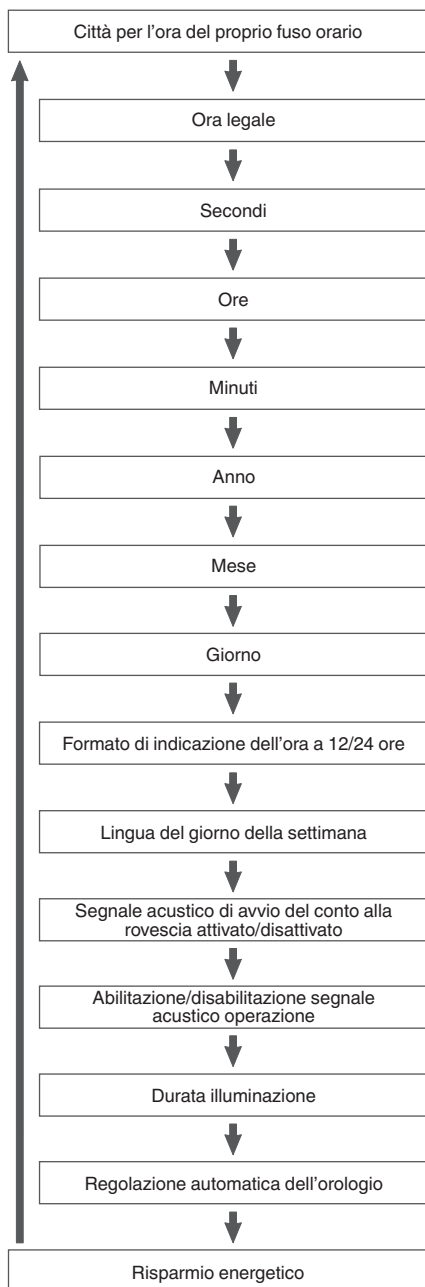 Città per l'ora del proprio fuso orario
Ora legale
Secondi
Ore
Minuti
Anno
Mese
Giorno
Formato di indicazione dell'ora a 12/24 ore
Lingua del giorno della settimana
Segnale acustico di avvio del conto alla
rovescia attivato/disattivato
Abilitazione/disabilitazione segnale
acustico operazione
Durata illuminazione
Regolazione automatica dell'orologio
Risparmio energetico